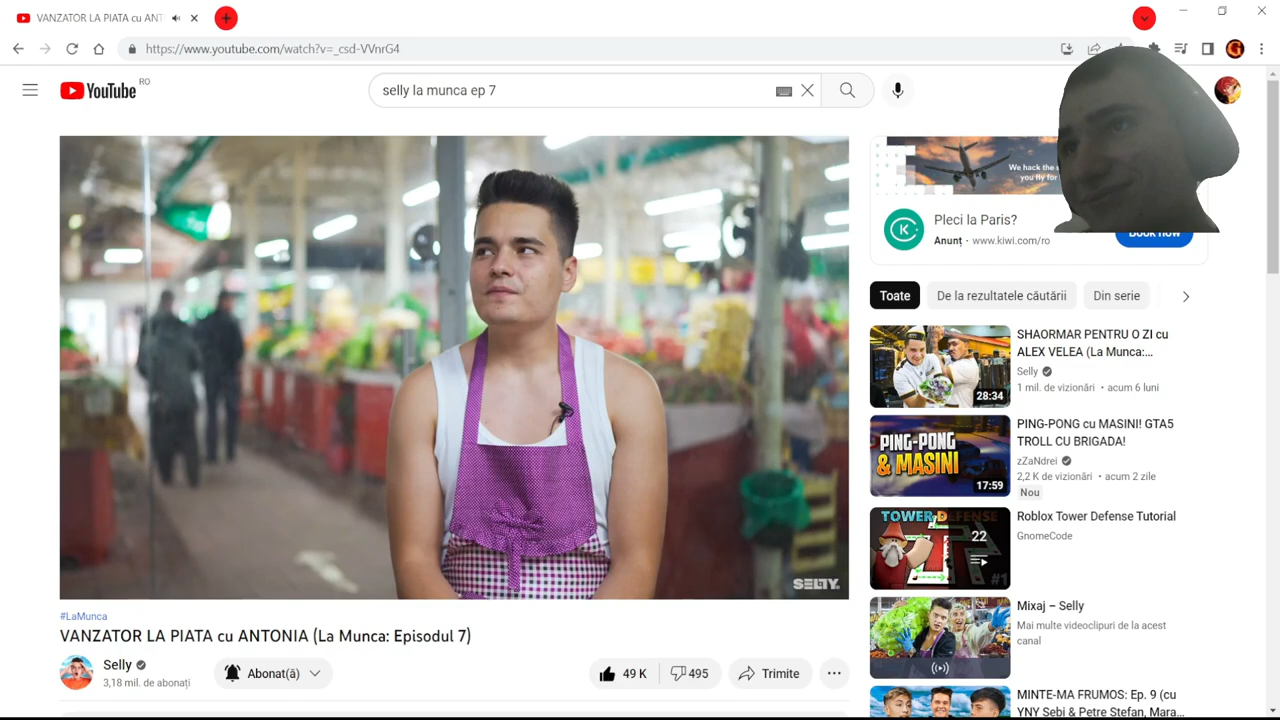 VANZATOR LA PIATA cu ANT
https://www.youtube.com/watch?v=_csd-VVnrG4
YouTube
RO
selly la munca ep 7
We hack the
you fly for
Pleci la Paris?
Anunț · www.kiwi.com/ro
Book now
Toate
De la rezultatele căutării
Din serie
SHAORMAR PENTRU O ZI cu
ALEX VELEA (La Munca:...
Selly
1 mil. de vizionări • acum 6 luni
28:34
PING-PONG cu MASINI! GTA5
TROLL CU BRIGADA!
zZaNdrei
2,2 K de vizionări • acum 2 zile
Nou
PING-PONG
& MASINI
17:59
Roblox Tower Defense Tutorial
GnomeCode
TOWER DEFENSE
22
#1
Mixaj – Selly
Mai multe videoclipuri de la acest
canal
MINTE-MA FRUMOS: Ep. 9 (cu
YNY Sebi & Petre Stefan, Mara...
SELTY.
#LaMunca
VANZATOR LA PIATA cu ANTONIA (La Munca: Episodul 7)
Selly
3,18 mil. de abonați
Abonat(ă)
49 K
495
Trimite